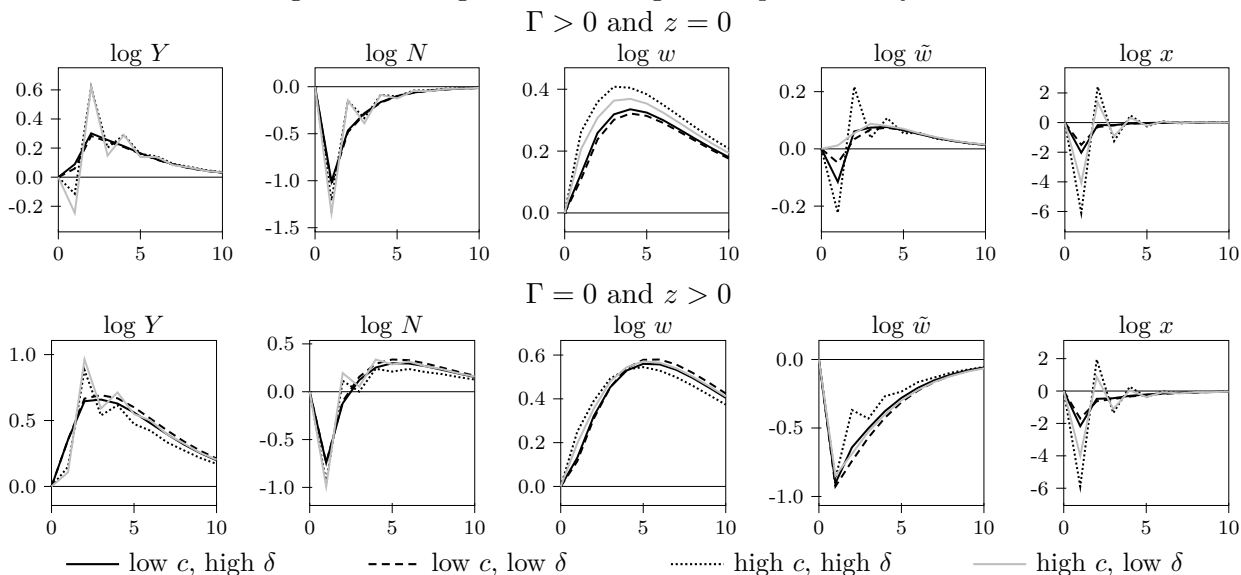 Γ > 0 and z = 0
log Y log N log w log w̃ log x
0.6 0.4 0.2 0.0 -0.2
0.0 -0.5 -1.0 -1.5
0.4 0.2 0.0
0.2 0.0 -0.2
2 0 -2 -4 -6
0 5 10 0 5 10 0 5 10 0 5 10 0 5 10
Γ = 0 and z > 0
log Y log N log w log w̃ log x
1.0 0.5 0.0
0.5 0.0 -0.5 -1.0
0.6 0.4 0.2 0.0
0.0 -0.5 -1.0
2 0 -2 -4 -6
0 5 10 0 5 10 0 5 10 0 5 10 0 5 10
low c, high δ low c, low δ high c, high δ high c, low δ